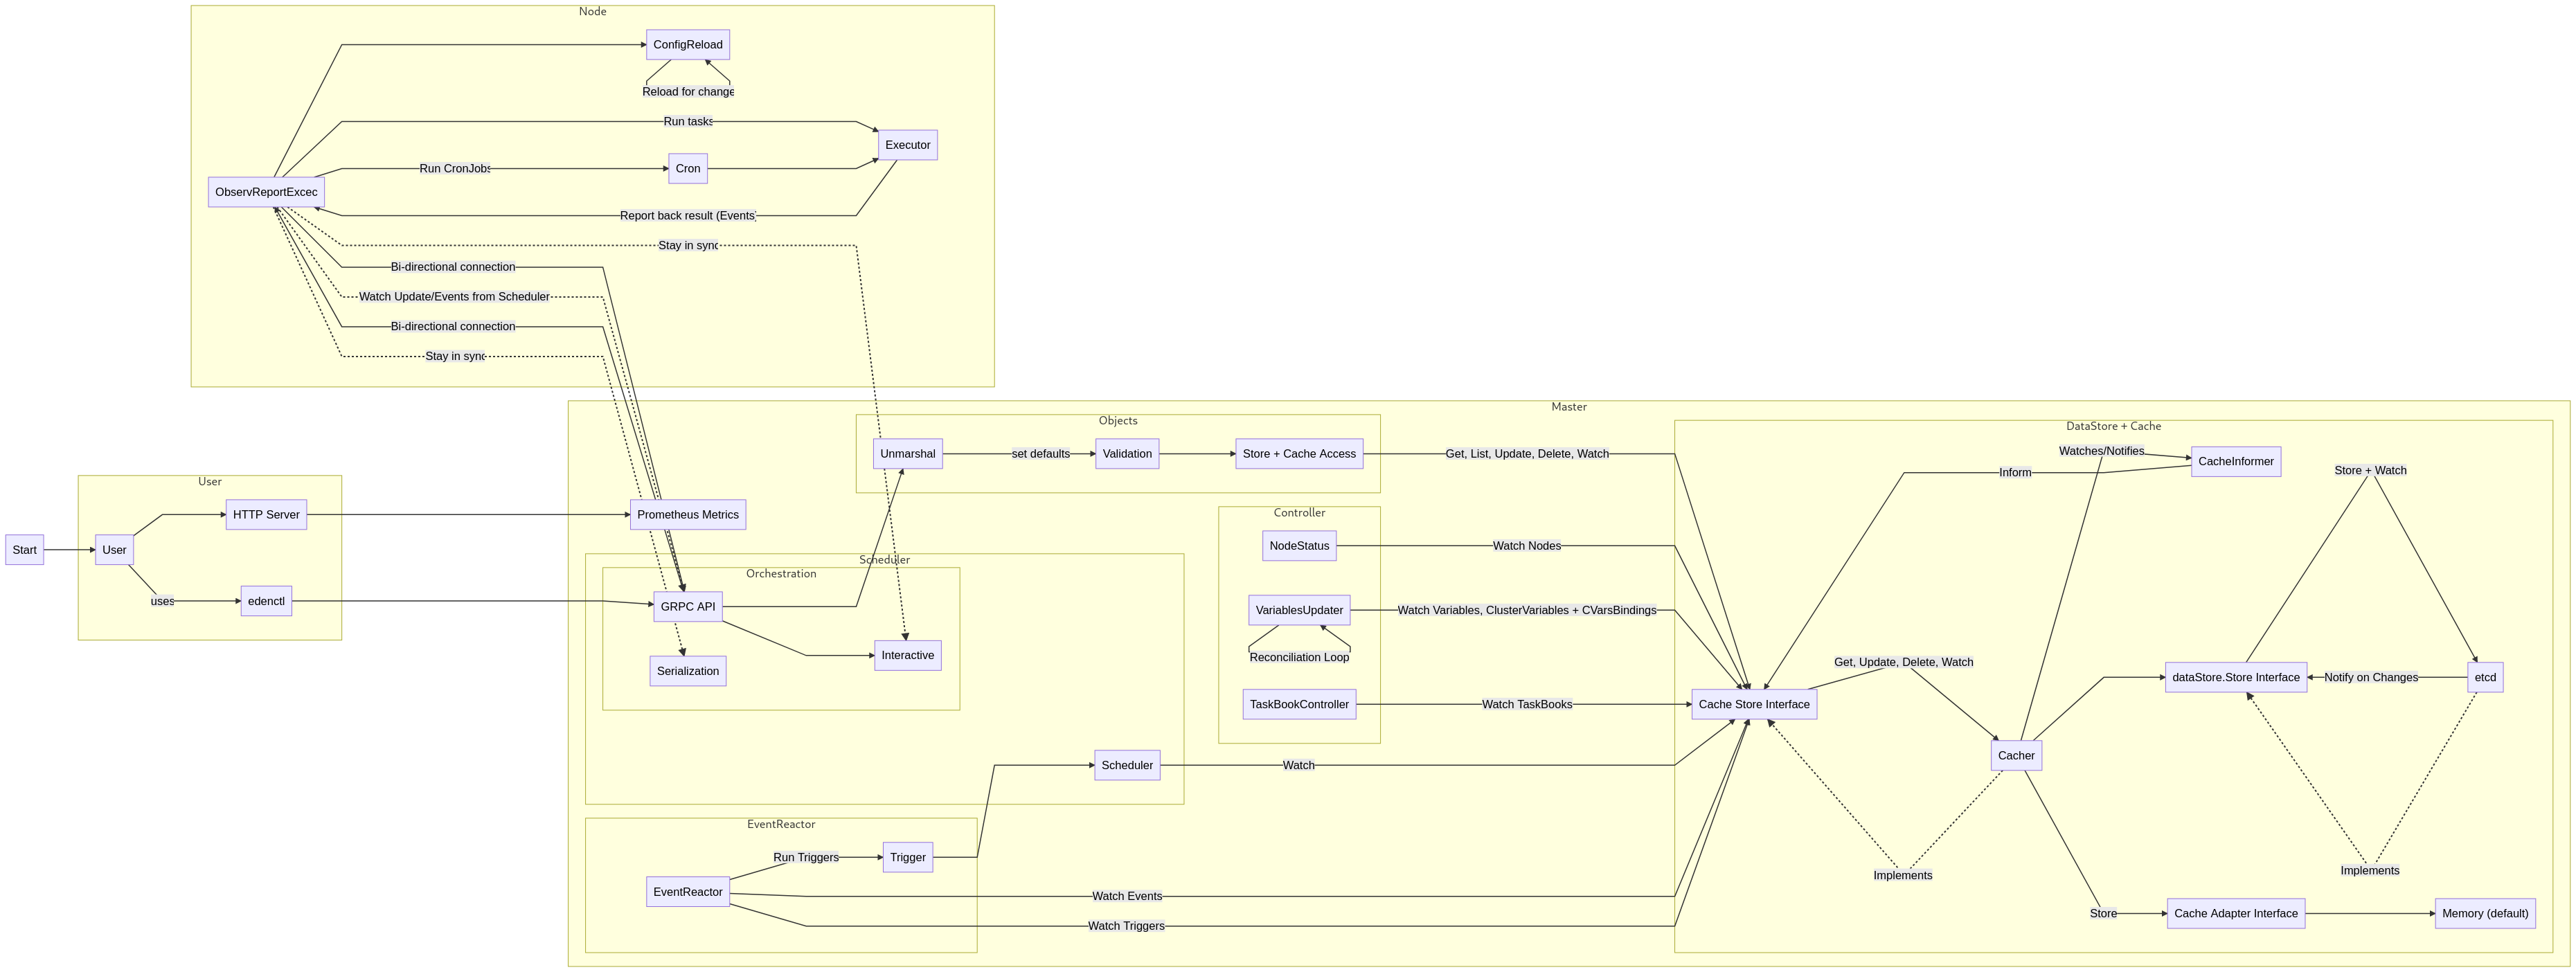 Node
ConfigReload
Reload for change
Run tasks
Executor
Run CronJobs
Cron
ObservReportExcec
Report back result (Events)
Stay in sync
Bi-directional connection
Watch Update/Events from Scheduler
Bi-directional connection
Stay in sync
Master
Objects
Unmarshal
set defaults
Validation
Store + Cache Access
Get, List, Update, Delete, Watch
DataStore + Cache
Watches/Notifies
CacheInformer
Inform
Store + Watch
User
HTTP Server
Prometheus Metrics
Start
User
uses
edenctl
Controller
NodeStatus
Watch Nodes
Scheduler
Orchestration
GRPC API
Interactive
Serialization
VariablesUpdater
Watch Variables, ClusterVariables + CVarsBindings
Reconciliation Loop
TaskBookController
Watch TaskBooks
Cache Store Interface
Get, Update, Delete, Watch
dataStore.Store Interface
Notify on Changes
etcd
Cacher
Scheduler
Watch
EventReactor
Run Triggers
Trigger
EventReactor
Watch Events
Watch Triggers
Implements
Implements
Store
Cache Adapter Interface
Memory (default)